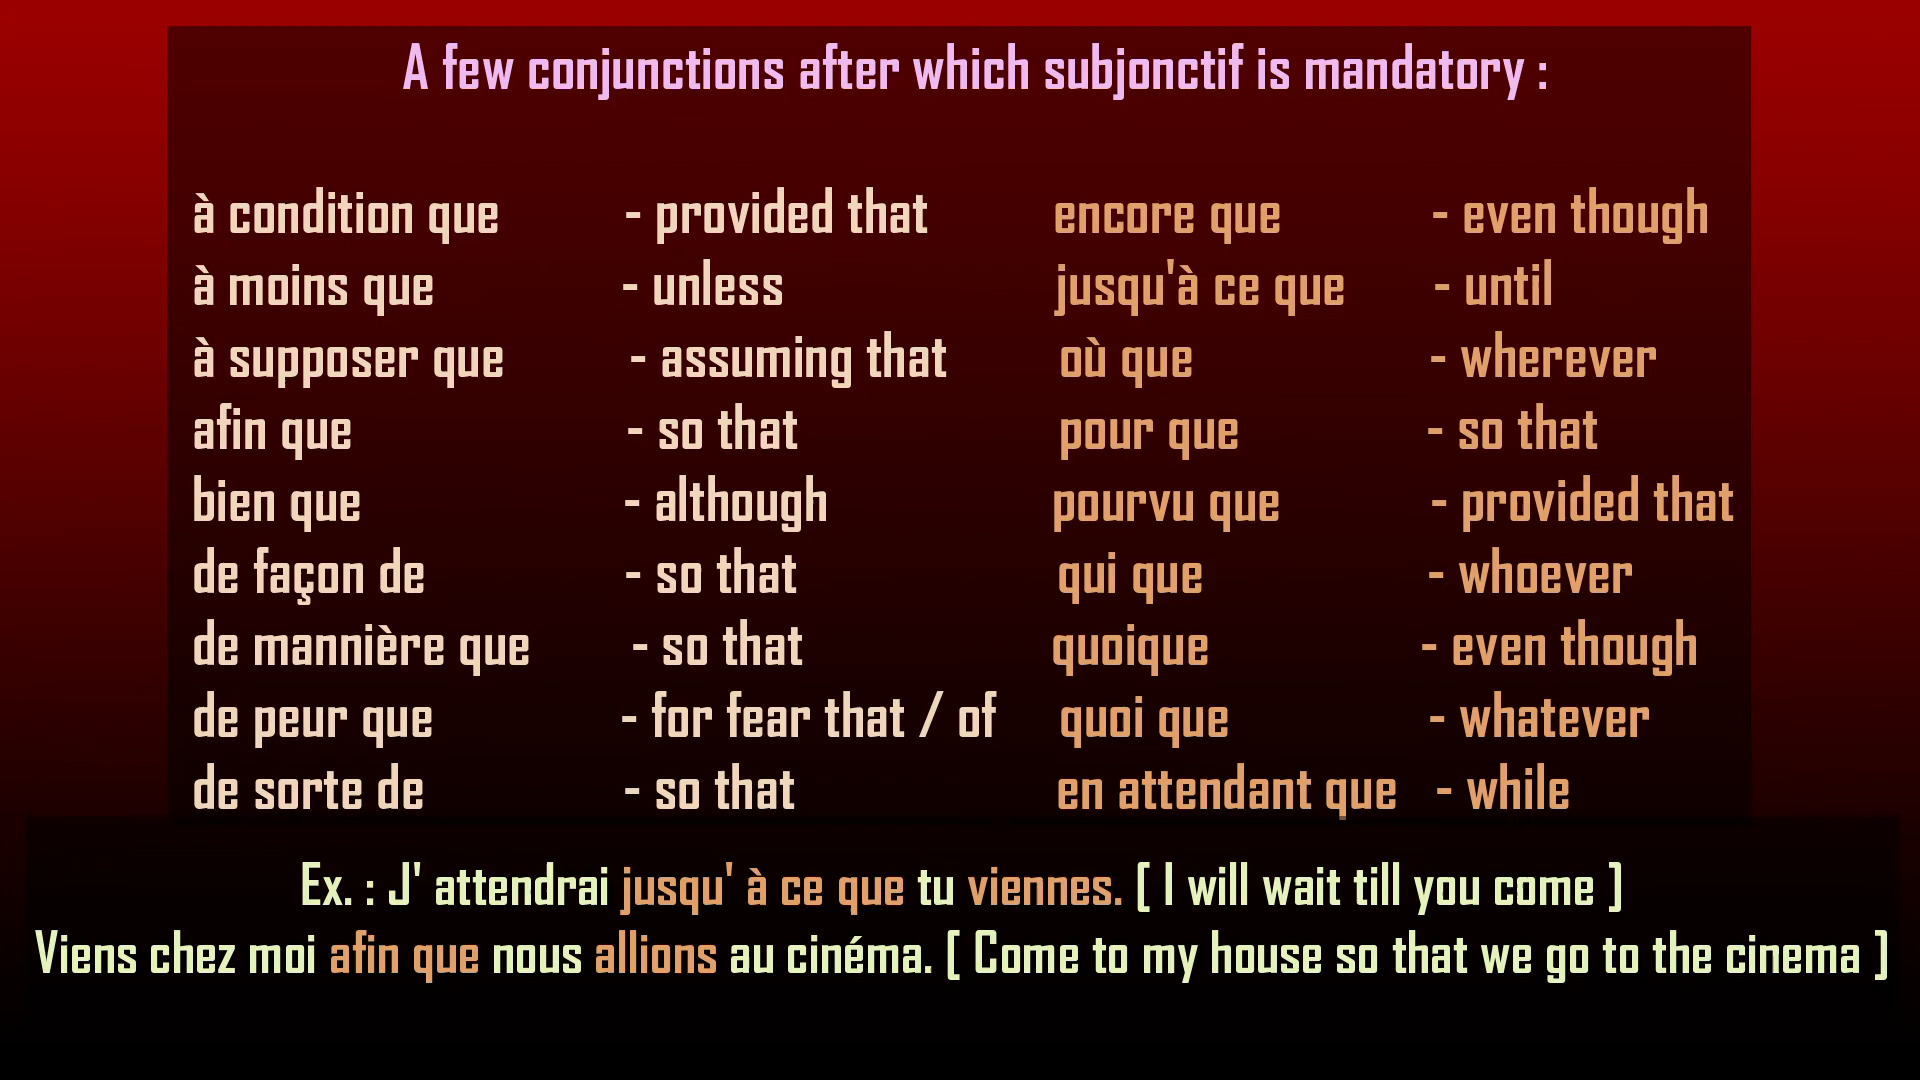 A few conjunctions after which subjonctif is mandatory :
à condition que - provided that encore que - even though
à moins que - unless jusqu'à ce que - until
à supposer que - assuming that où que - wherever
afin que - so that pour que - so that
bien que - although pourvu que - provided that
de façon de - so that qui que - whoever
de mannière que - so that quoique - even though
de peur que - for fear that / of quoi que - whatever
de sorte de - so that en attendant que - while
Ex. : J' attendrai jusqu' à ce que tu viennes. [ I will wait till you come ]
Viens chez moi afin que nous allions au cinéma. [ Come to my house so that we go to the cinema ]